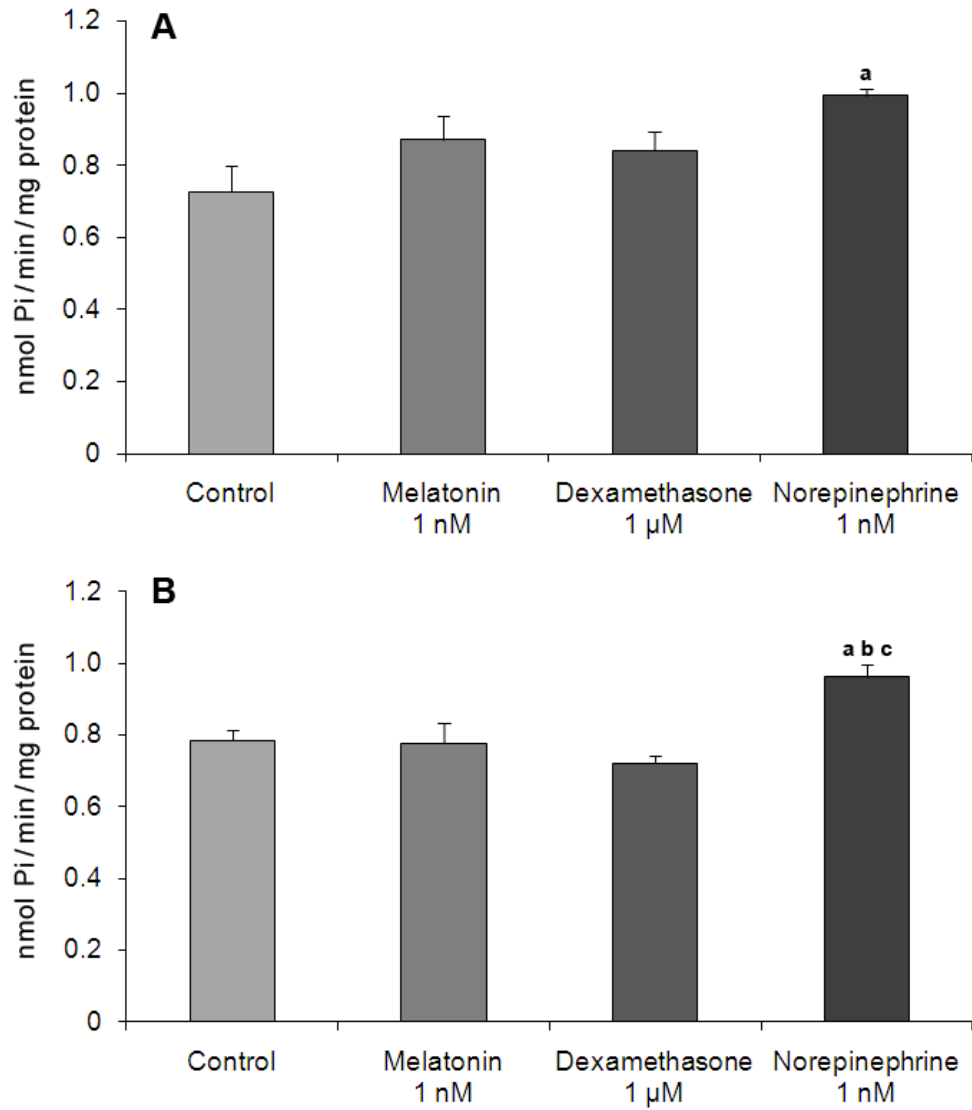 A
nmol Pi/min/mg protein
1.2
1.0
0.8
0.6
0.4
0.2
0
a
Control
Melatonin
1 nM
Dexamethasone
1 µM
Norepinephrine
1 nM
B
nmol Pi/min/mg protein
1.2
1.0
0.8
0.6
0.4
0.2
0
a b c
Control
Melatonin
1 nM
Dexamethasone
1 µM
Norepinephrine
1 nM